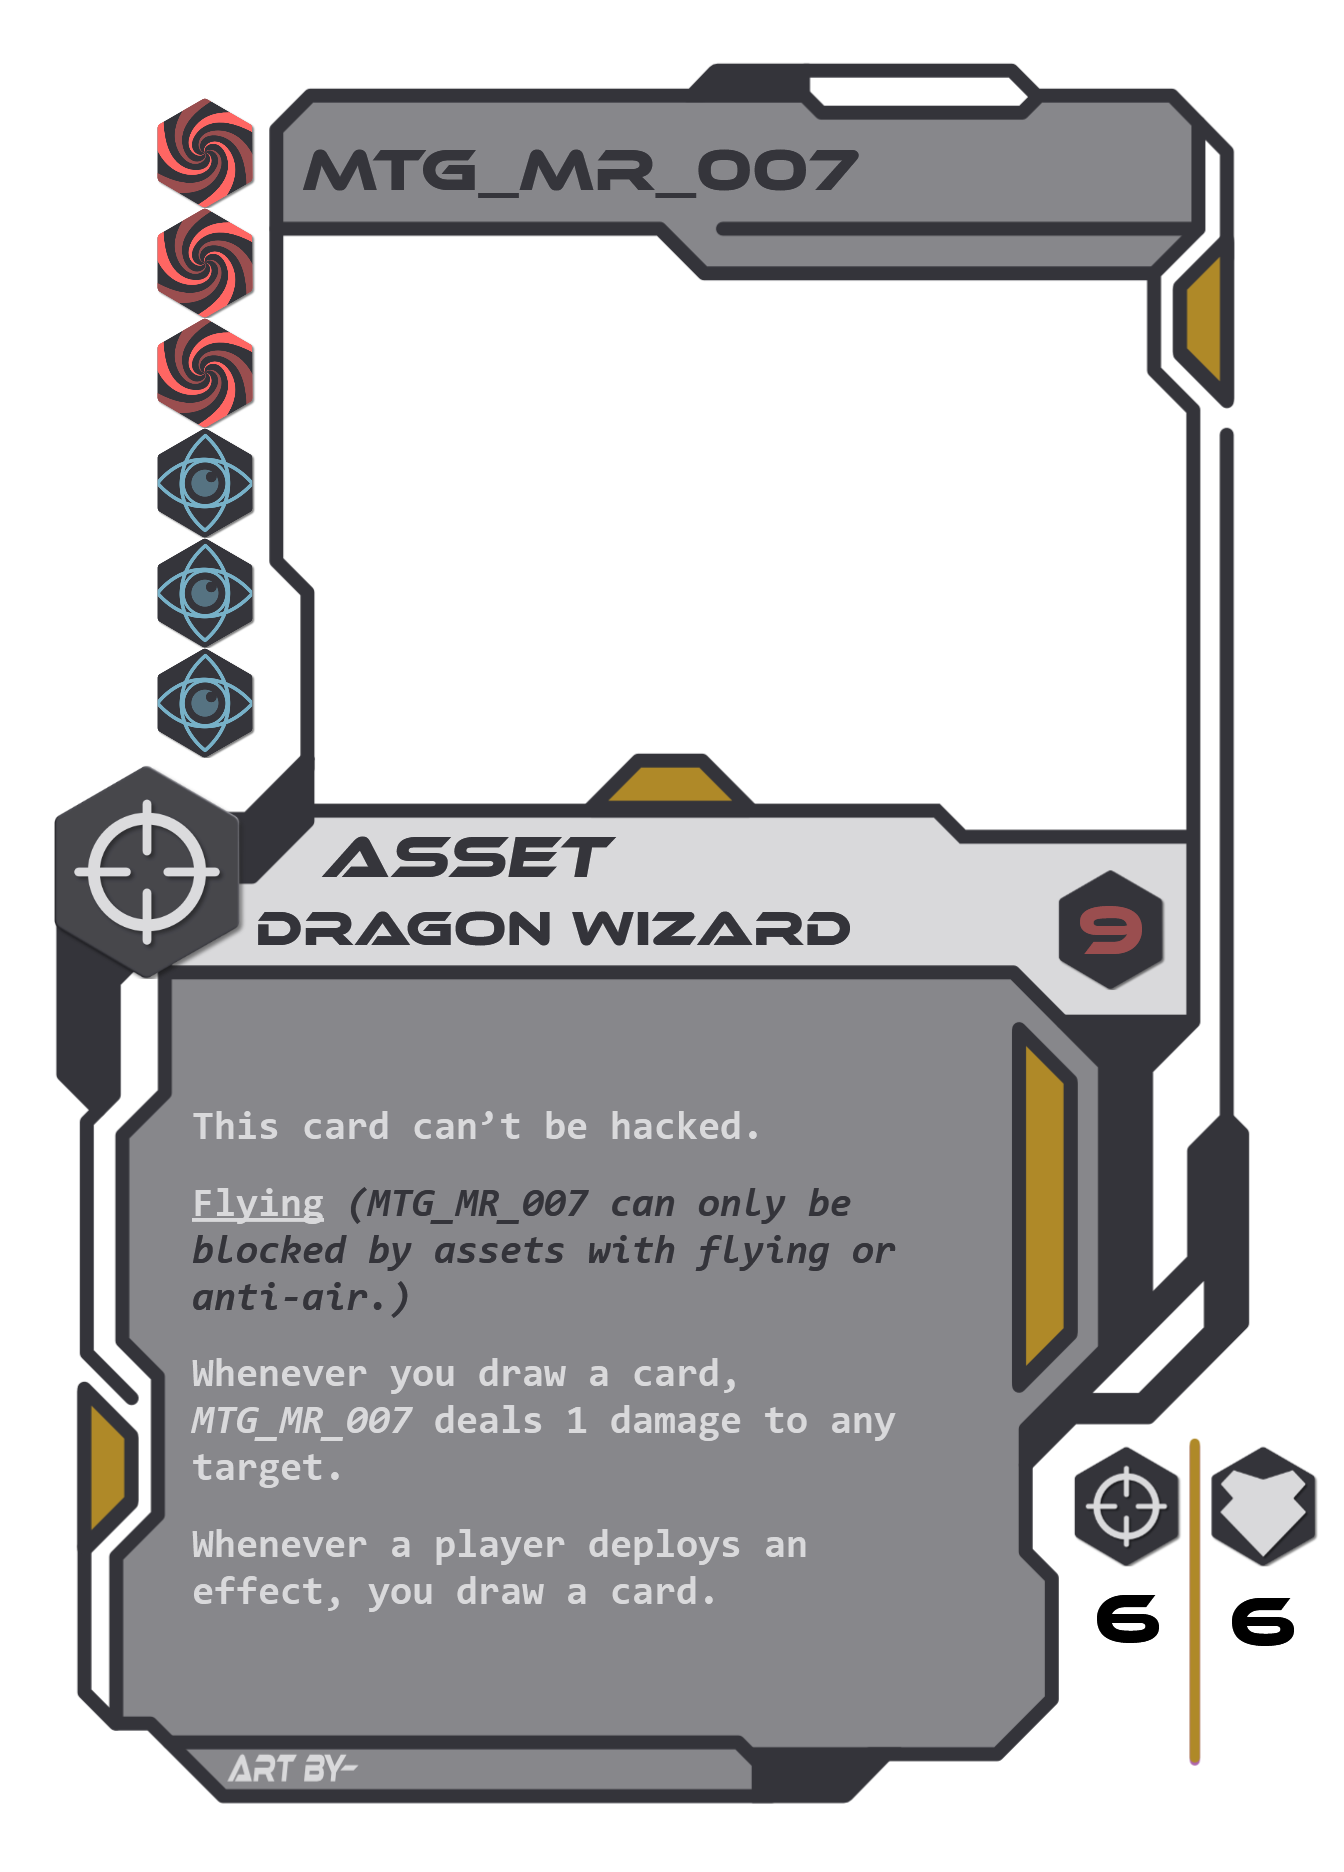 MTG_MR_007
ASSET
DRAGON WIZARD
9
This card can’t be hacked.
Flying (MTG_MR_007 can only be
blocked by assets with flying or
anti-air.)
Whenever you draw a card,
MTG_MR_007 deals 1 damage to any
target.
Whenever a player deploys an
effect, you draw a card.
6 6
ART BY-